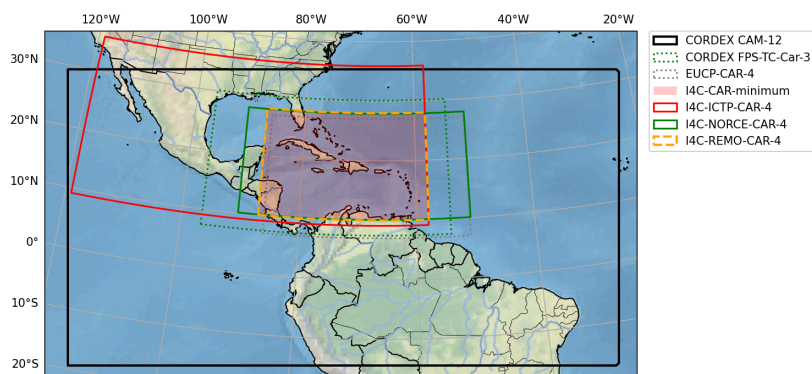 120°W 100°W 80°W 60°W 40°W 20°W
30°N
20°N
10°N
0°
10°S
20°S
CORDEX CAM-12
CORDEX FPS-TC-Car-3
EUCP-CAR-4
I4C-CAR-minimum
I4C-ICTP-CAR-4
I4C-NORCE-CAR-4
I4C-REMO-CAR-4